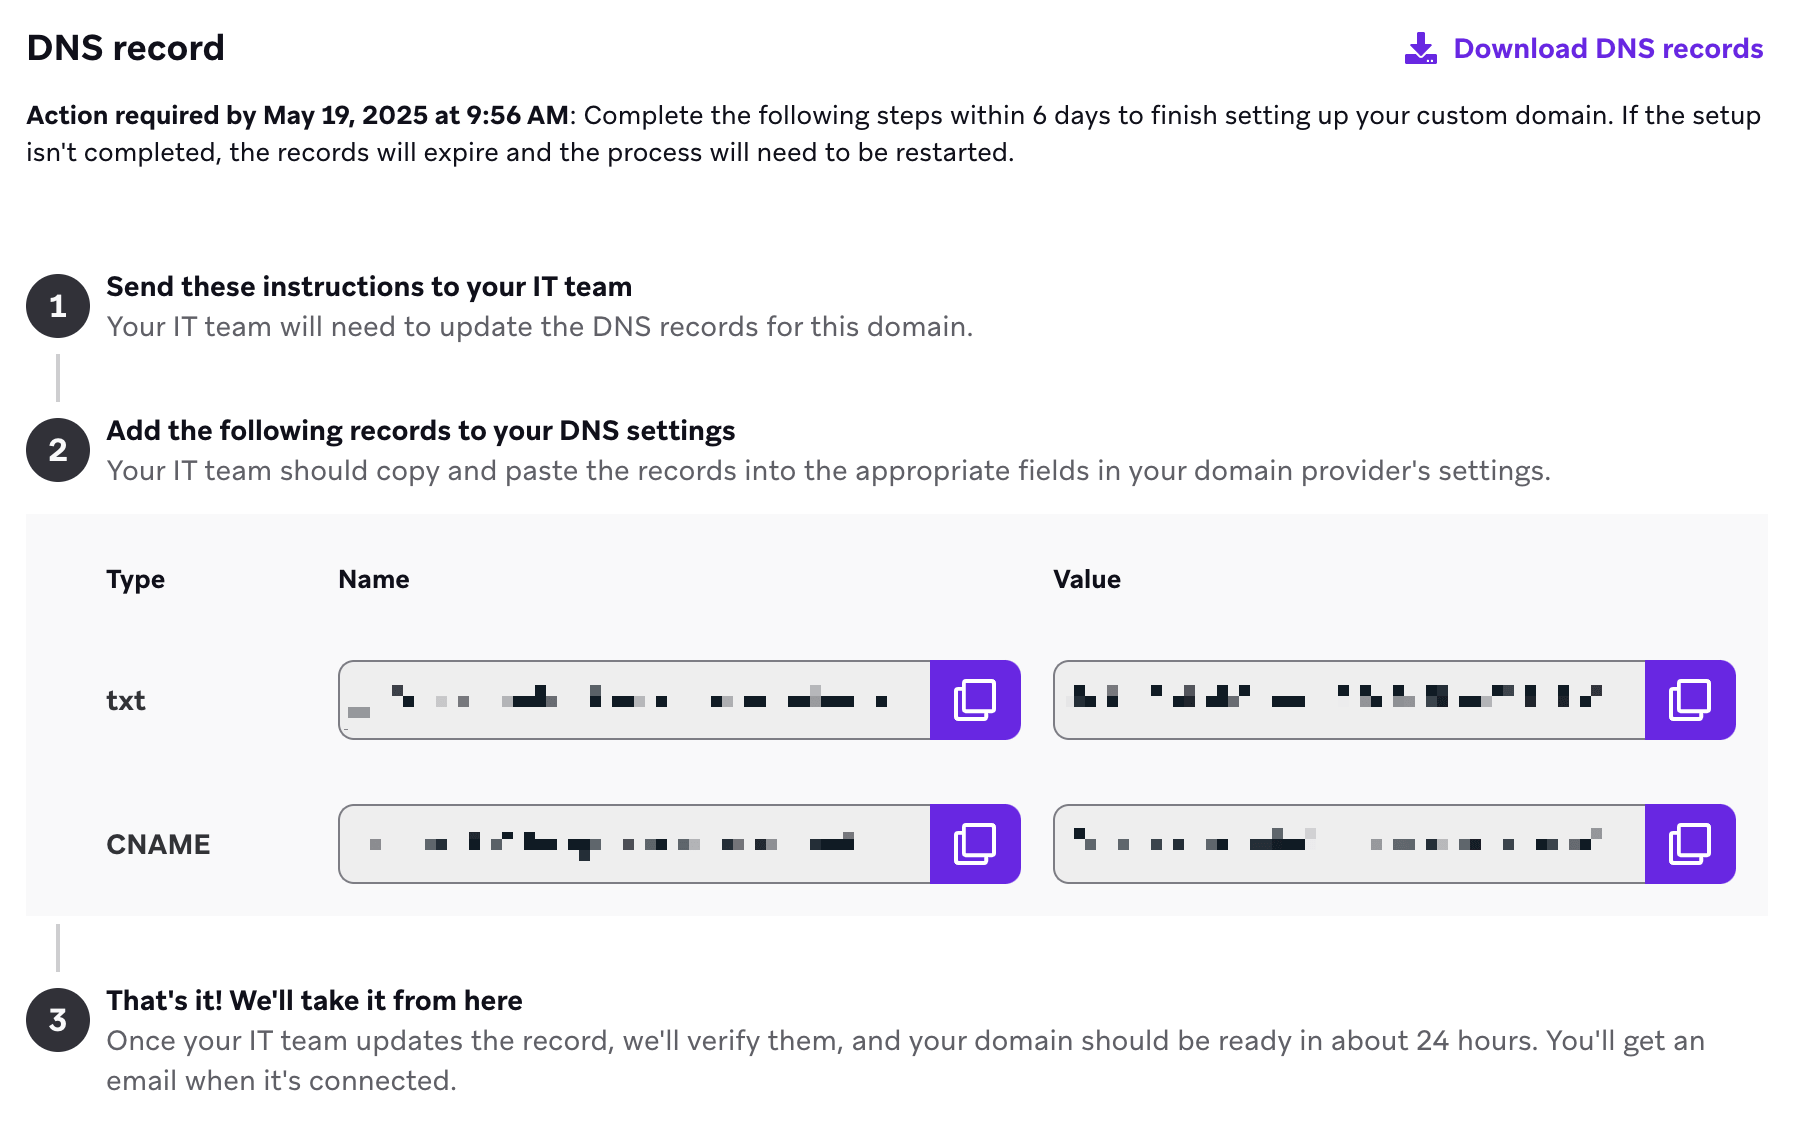 DNS record
Download DNS records
Action required by May 19, 2025 at 9:56 AM: Complete the following steps within 6 days to finish setting up your custom domain. If the setup
isn't completed, the records will expire and the process will need to be restarted.
1
Send these instructions to your IT team
Your IT team will need to update the DNS records for this domain.
2
Add the following records to your DNS settings
Your IT team should copy and paste the records into the appropriate fields in your domain provider's settings.
Type Name Value
txt
CNAME
3
That's it! We'll take it from here
Once your IT team updates the record, we'll verify them, and your domain should be ready in about 24 hours. You'll get an
email when it's connected.